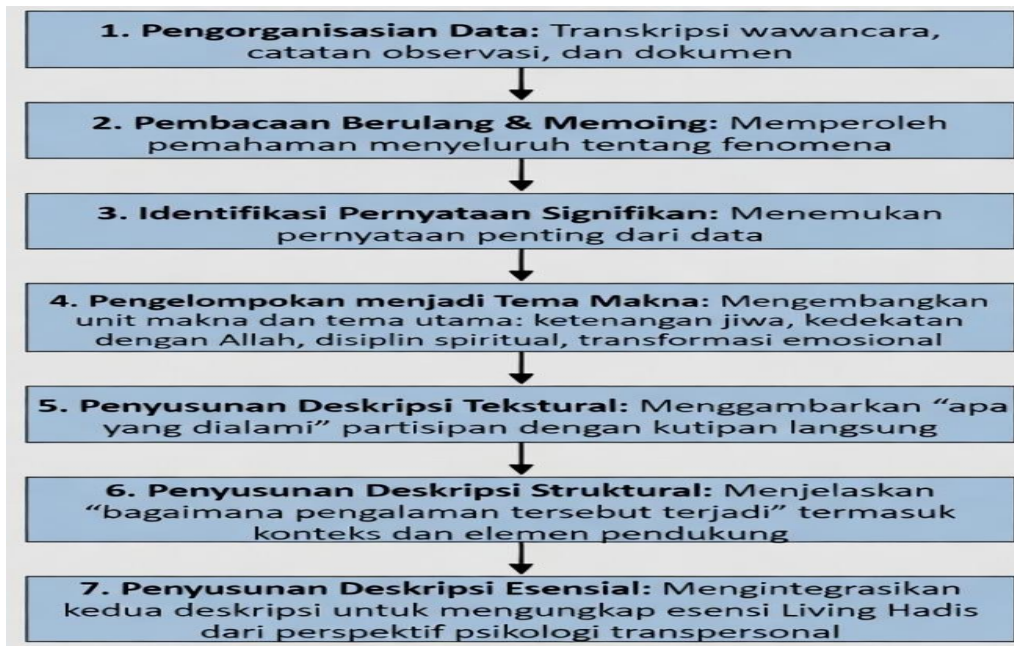 1. Pengorganisasian Data: Transkripsi wawancara,
catatan observasi, dan dokumen
2. Pembacaan Berulang & Memoing: Memperoleh
pemahaman menyeluruh tentang fenomena
3. Identifikasi Pernyataan Signifikan: Menemukan
pernyataan penting dari data
4. Pengelompokan menjadi Tema Makna: Mengembangkan
unit makna dan tema utama: ketenangan jiwa, kedekatan
dengan Allah, disiplin spiritual, transformasi emosional
5. Penyusunan Deskripsi Tekstural: Menggambarkan “apa
yang dialami” partisipan dengan kutipan langsung
6. Penyusunan Deskripsi Struktural: Menjelaskan
“bagaimana pengalaman tersebut terjadi” termasuk
konteks dan elemen pendukung
7. Penyusunan Deskripsi Esensial: Mengintegrasikan
kedua deskripsi untuk mengungkap esensi Living Hadis
dari perspektif psikologi transpersonal